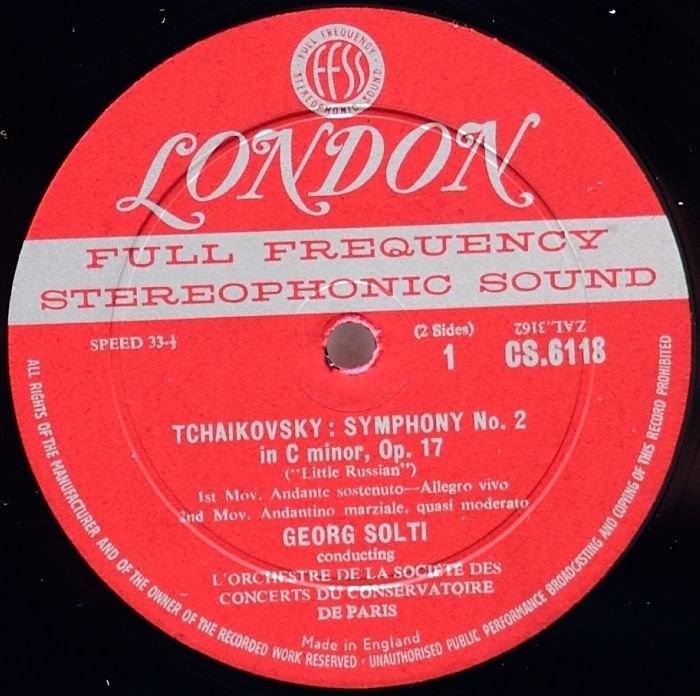 FULL FREQUENCY · STEREOPHONIC SOUND
FFSS
LONDON
FULL FREQUENCY
STEREOPHONIC SOUND
SPEED 33-⅓
(2 Sides)
1
ZAL.3162
CS.6118
TCHAIKOVSKY : SYMPHONY No. 2
in C minor, Op. 17
("Little Russian")
1st Mov. Andante sostenuto—Allegro vivo
2nd Mov. Andantino marziale, quasi moderato
GEORG SOLTI
conducting
L'ORCHESTRE DE LA SOCIETE DES
CONCERTS DU CONSERVATOIRE
DE PARIS
Made in England
ALL RIGHTS OF THE MANUFACTURER AND OF THE OWNER OF THE RECORDED WORK RESERVED · UNAUTHORISED PUBLIC PERFORMANCE BROADCASTING AND COPYING OF THIS RECORD PROHIBITED